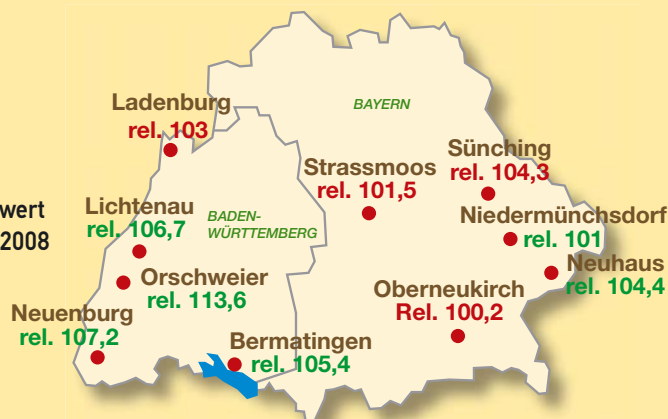 Ladenburg
rel. 103
BAYERN
Strassmoos
rel. 101,5
Sünching
rel. 104,3
wert
2008
Lichtenau
rel. 106,7
BADEN-
WÜRTTEMBERG
Niedermünchsdorf
rel. 101
Orschweier
rel. 113,6
Neuhaus
rel. 104,4
Oberneukirch
Rel. 100,2
Neuenburg
rel. 107,2
Bermatingen
rel. 105,4